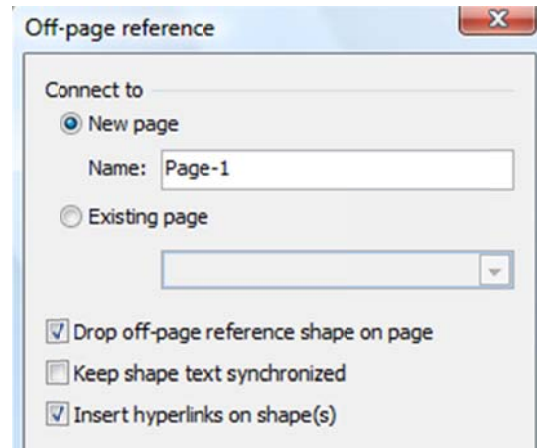 Off-page reference
Connect to
New page
Name: Page-1
Existing page
Drop off-page reference shape on page
Keep shape text synchronized
Insert hyperlinks on shape(s)